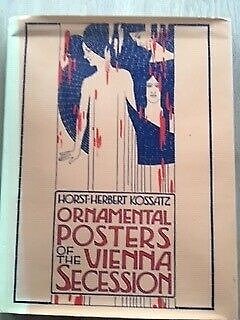 HORST-HERBERT KOSSATZ
ORNAMENTAL
POSTERS
OF THE VIENNA
SECESSION